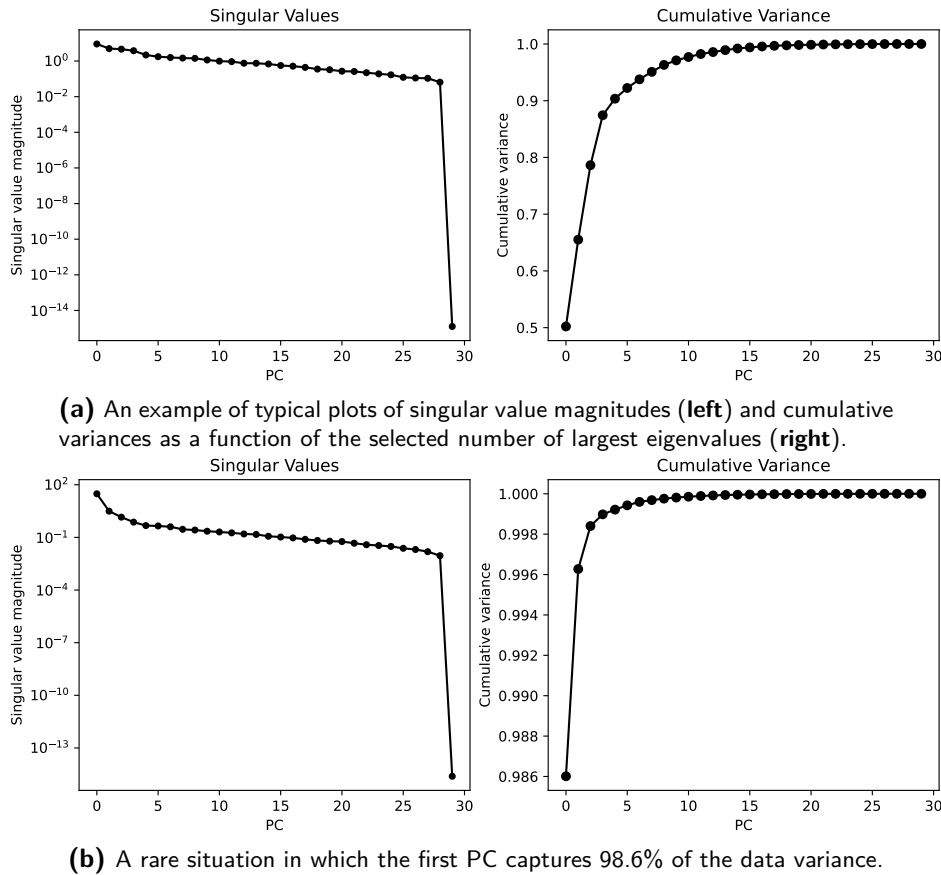 Singular Values
Cumulative Variance
10^0
10^−2
10^−4
10^−6
10^−8
10^−10
10^−12
10^−14
Singular value magnitude
0 5 10 15 20 25 30
PC
1.0
0.9
0.8
0.7
0.6
0.5
Cumulative variance
0 5 10 15 20 25 30
PC
(a) An example of typical plots of singular value magnitudes (left) and cumulative
variances as a function of the selected number of largest eigenvalues (right).
Singular Values
Cumulative Variance
10^2
10^−1
10^−4
10^−7
10^−10
10^−13
Singular value magnitude
0 5 10 15 20 25 30
PC
1.000
0.998
0.996
0.994
0.992
0.990
0.988
0.986
Cumulative variance
0 5 10 15 20 25 30
PC
(b) A rare situation in which the first PC captures 98.6% of the data variance.